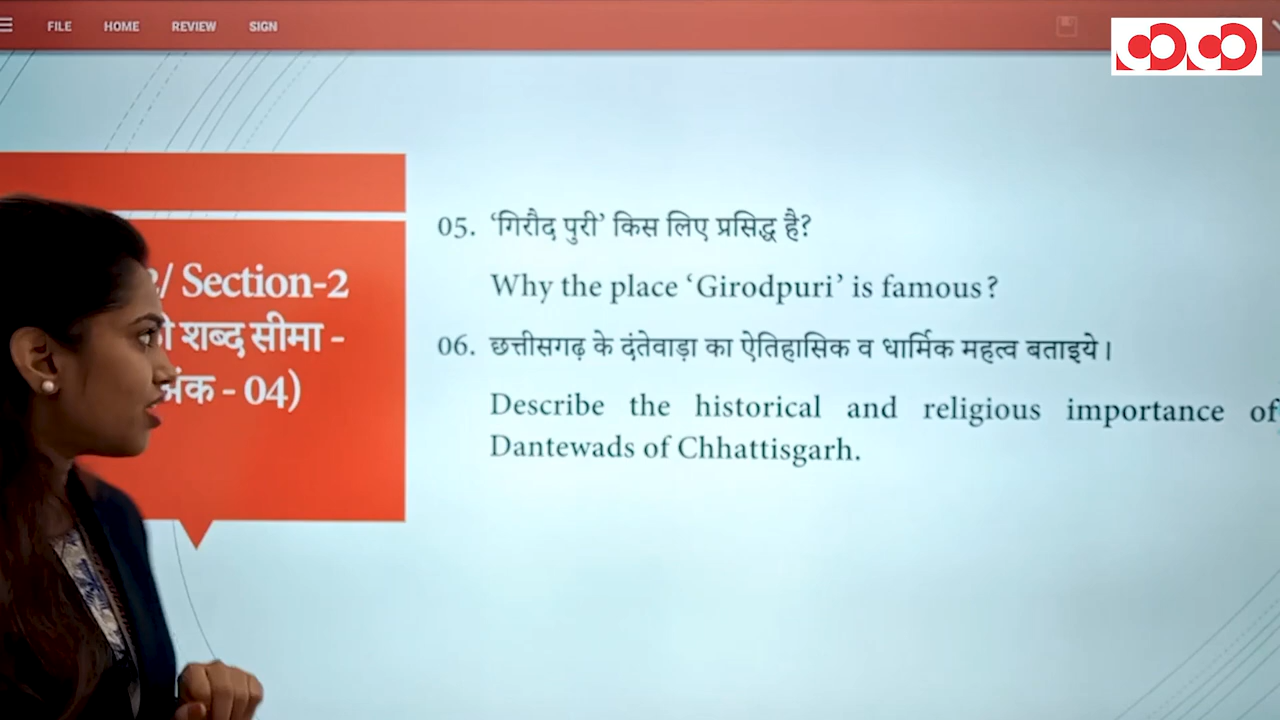 FILE HOME REVIEW SIGN
/ Section-2
शब्द सीमा -
अंक - 04)
05. ‘गिरौद पुरी’ किस लिए प्रसिद्ध है?
Why the place ‘Girodpuri’ is famous?
06. छत्तीसगढ़ के दंतेवाड़ा का ऐतिहासिक व धार्मिक महत्व बताइये।
Describe the historical and religious importance of
Dantewads of Chhattisgarh.